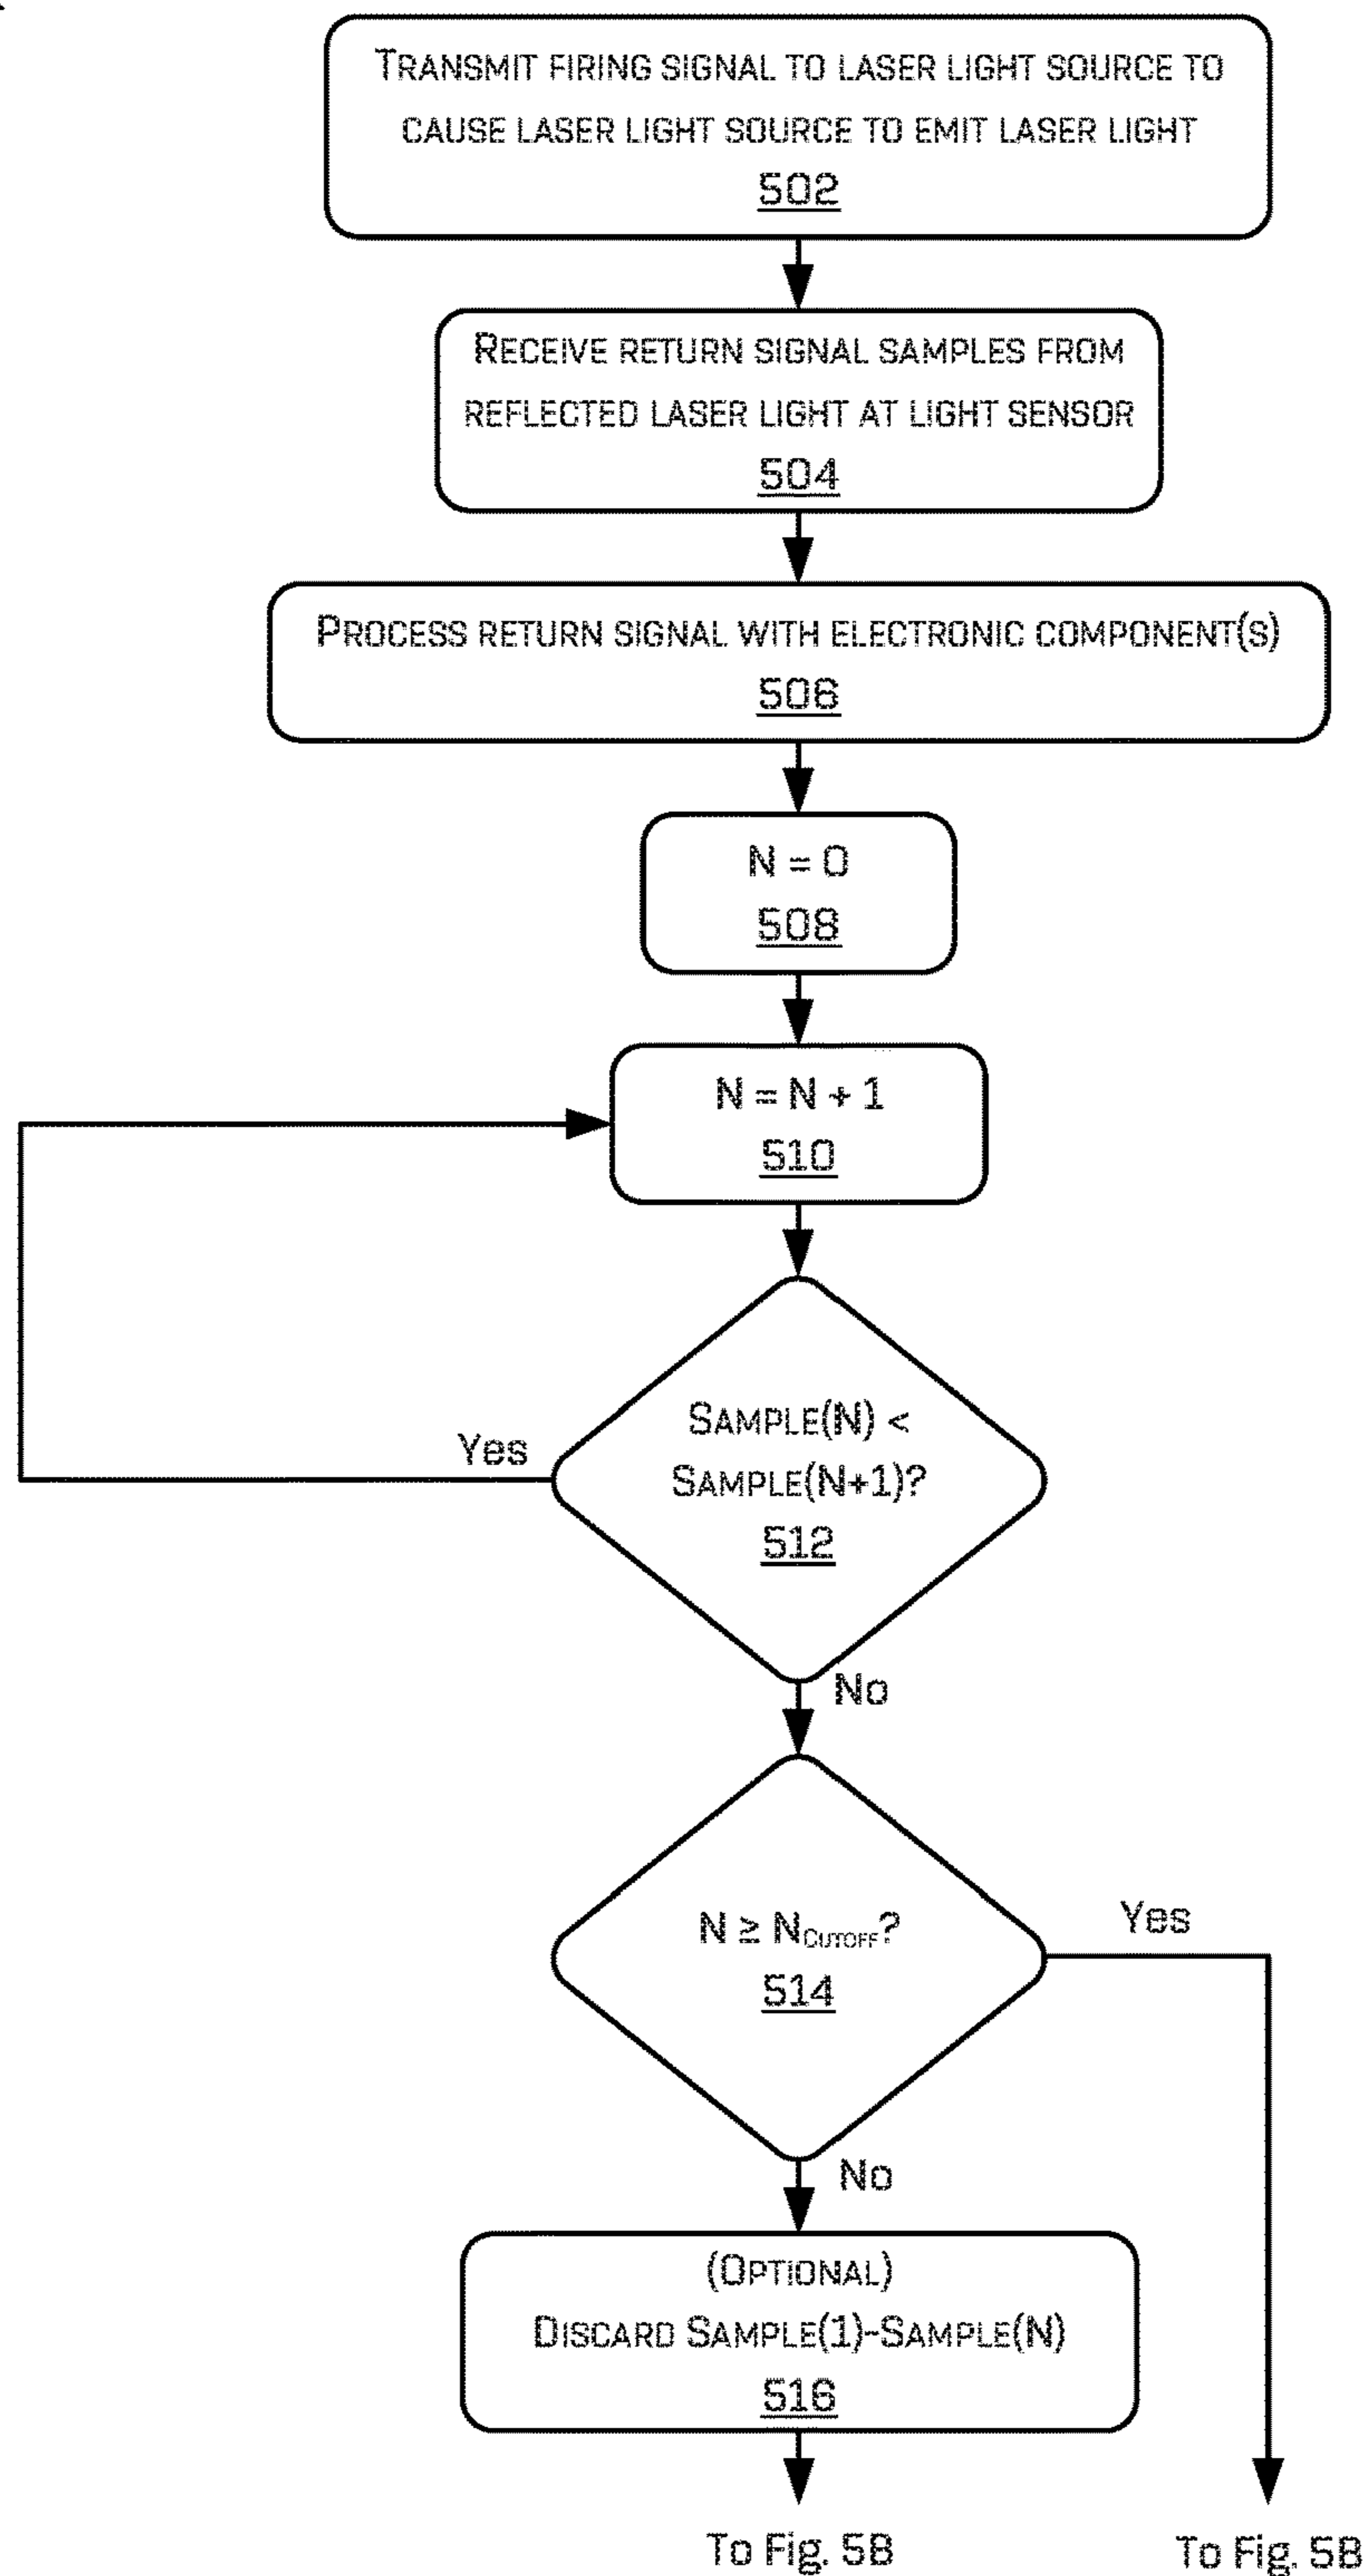 TRANSMIT FIRING SIGNAL TO LASER LIGHT SOURCE TO
CAUSE LASER LIGHT SOURCE TO EMIT LASER LIGHT
502
RECEIVE RETURN SIGNAL SAMPLES FROM
REFLECTED LASER LIGHT AT LIGHT SENSOR
504
PROCESS RETURN SIGNAL WITH ELECTRONIC COMPONENT(S)
506
N = 0
508
N = N + 1
510
SAMPLE(N) <
SAMPLE(N+1)?
512
Yes
No
N ≥ NCUTOFF?
514
Yes
No
(OPTIONAL)
DISCARD SAMPLE(1)-SAMPLE(N)
516
To Fig. 5B
To Fig. 5B